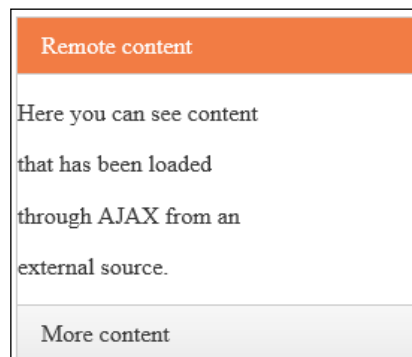 Remote content
Here you can see content
that has been loaded
through AJAX from an
external source.
More content